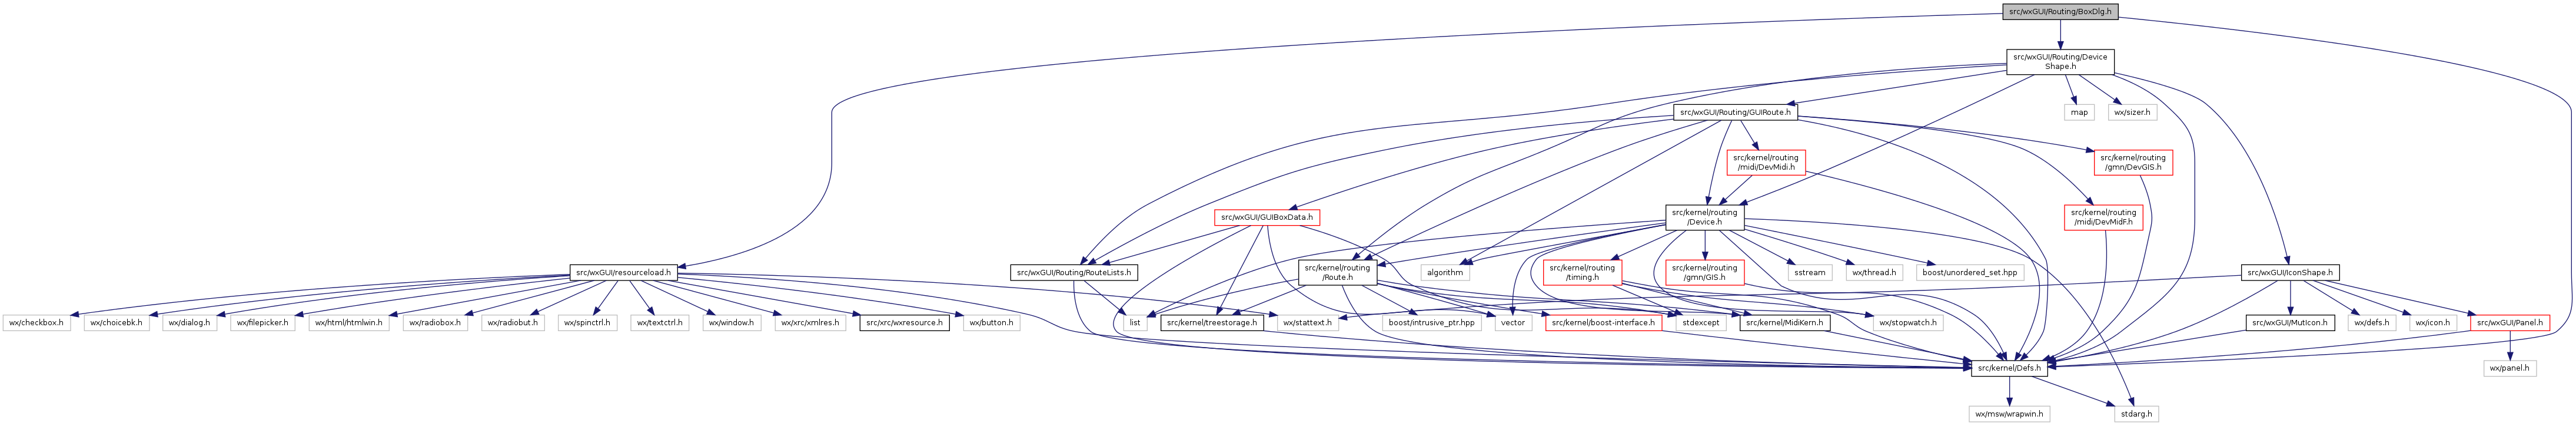 src/wxGUI/Routing/BoxDlg.h
src/wxGUI/Routing/Device
Shape.h
src/wxGUI/Routing/GUIRoute.h
map
wx/sizer.h
src/kernel/routing
/midi/DevMidi.h
src/kernel/routing
/gmn/DevGIS.h
src/wxGUI/GUIBoxData.h
src/kernel/routing
/Device.h
src/kernel/routing
/midi/DevMidF.h
src/wxGUI/resourceload.h
src/wxGUI/Routing/RouteLists.h
src/kernel/routing
/Route.h
algorithm
src/kernel/routing
/timing.h
src/kernel/routing
/gmn/GIS.h
sstream
wx/thread.h
boost/unordered_set.hpp
src/wxGUI/IconShape.h
wx/checkbox.h
wx/choicebk.h
wx/dialog.h
wx/filepicker.h
wx/html/htmlwin.h
wx/radiobox.h
wx/radiobut.h
wx/spinctrl.h
wx/textctrl.h
wx/window.h
wx/xrc/xmlres.h
src/xrc/wxresource.h
wx/button.h
list
src/kernel/treestorage.h
wx/stattext.h
boost/intrusive_ptr.hpp
vector
src/kernel/boost-interface.h
stdexcept
src/kernel/MidiKern.h
wx/stopwatch.h
src/wxGUI/MutIcon.h
wx/defs.h
wx/icon.h
src/wxGUI/Panel.h
src/kernel/Defs.h
wx/panel.h
wx/msw/wrapwin.h
stdarg.h